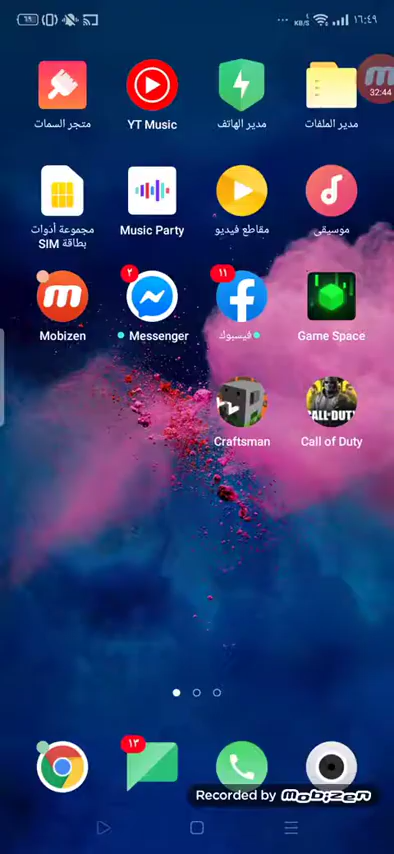 ١٦:٤٩
٤
KB/S
32:44
متجر السمات
YT Music
مدير الهاتف
مدير الملفات
مجموعة أدوات
بطاقة SIM
Music Party
مقاطع فيديو
موسيقى
٢
١١
Mobizen
Messenger
فيسبوك
Game Space
CALL OF DUTY
Craftsman
Call of Duty
١٣
Recorded by Mobizen